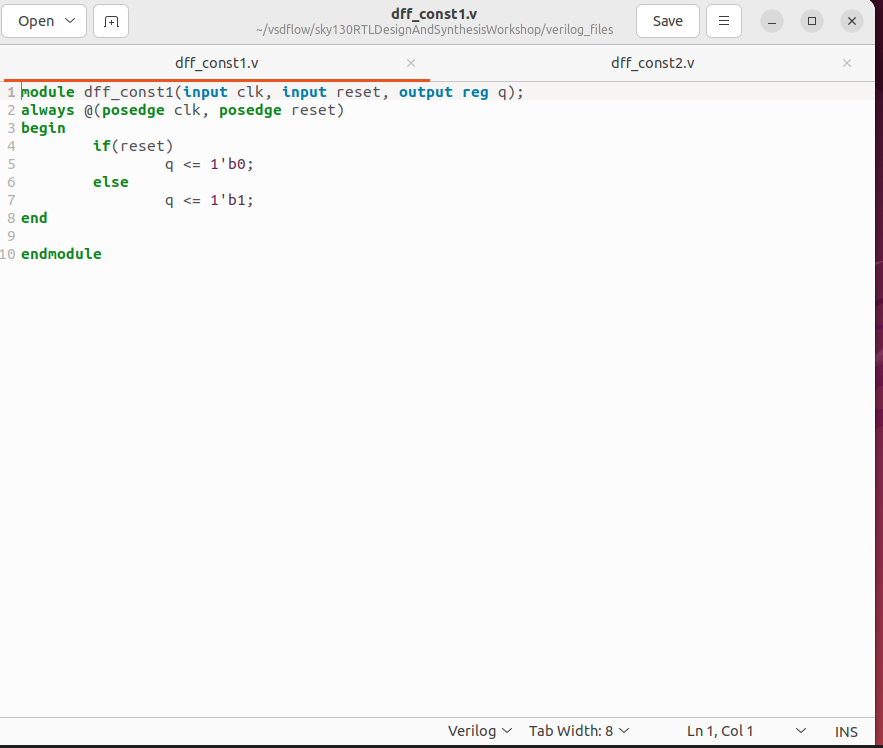 Open
dff_const1.v
~/vsdflow/sky130RTLDesignAndSynthesisWorkshop/verilog_files
Save
dff_const1.v
dff_const2.v
1 module dff_const1(input clk, input reset, output reg q);
2 always @(posedge clk, posedge reset)
3 begin
4 if(reset)
5 q <= 1'b0;
6 else
7 q <= 1'b1;
8 end
9
10 endmodule
Verilog Tab Width: 8 Ln 1, Col 1 INS